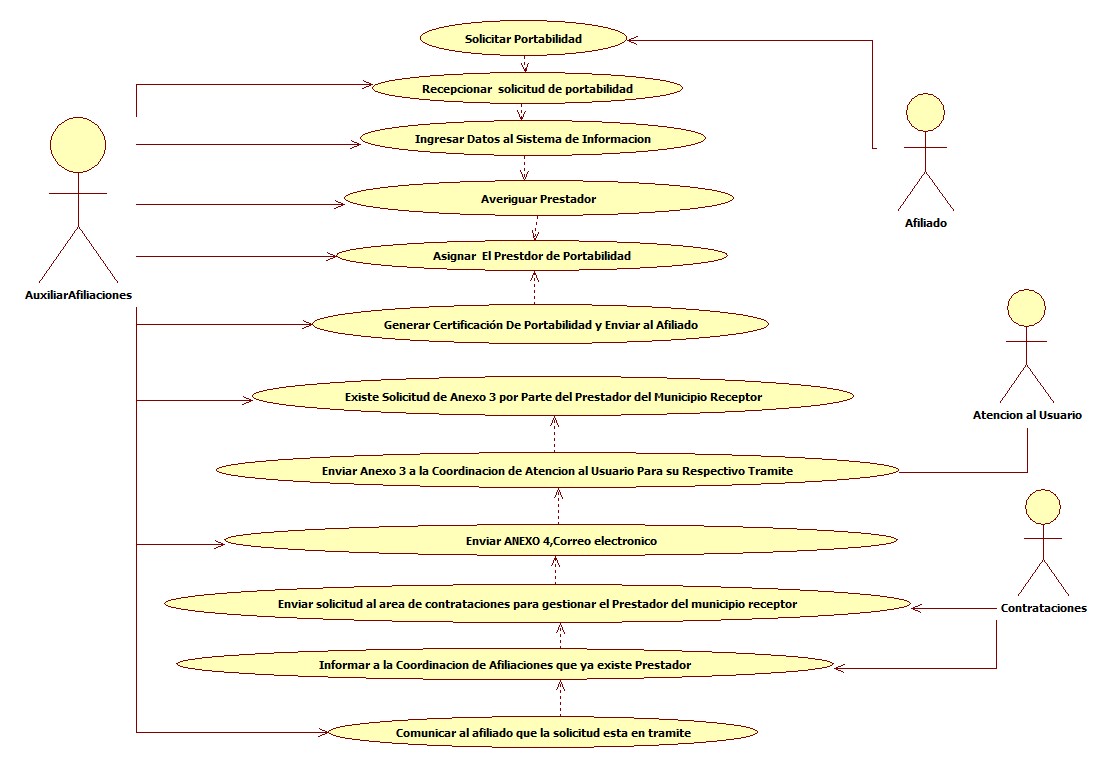 Solicitar Portabilidad
Recepcionar solicitud de portabilidad
Ingresar Datos al Sistema de Informacion
Averiguar Prestador
Afiliado
Asignar El Prestdor de Portabilidad
AuxiliarAfiliaciones
Generar Certificación De Portabilidad y Enviar al Afiliado
Existe Solicitud de Anexo 3 por Parte del Prestador del Municipio Receptor
Atencion al Usuario
Enviar Anexo 3 a la Coordinacion de Atencion al Usuario Para su Respectivo Tramite
Enviar ANEXO 4,Correo electronico
Enviar solicitud al area de contrataciones para gestionar el Prestador del municipio receptor
Contrataciones
Informar a la Coordinacion de Afiliaciones que ya existe Prestador
Comunicar al afiliado que la solicitud esta en tramite